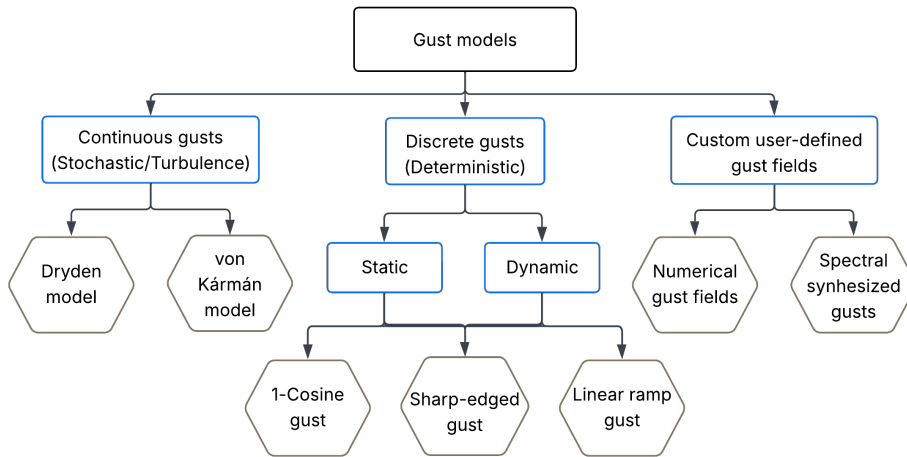 Gust models
Continuous gusts
(Stochastic/Turbulence)
Discrete gusts
(Deterministic)
Custom user-defined
gust fields
Dryden
model
von
Kármán
model
Static
Dynamic
Numerical
gust fields
Spectral
synhesized
gusts
1-Cosine
gust
Sharp-edged
gust
Linear ramp
gust